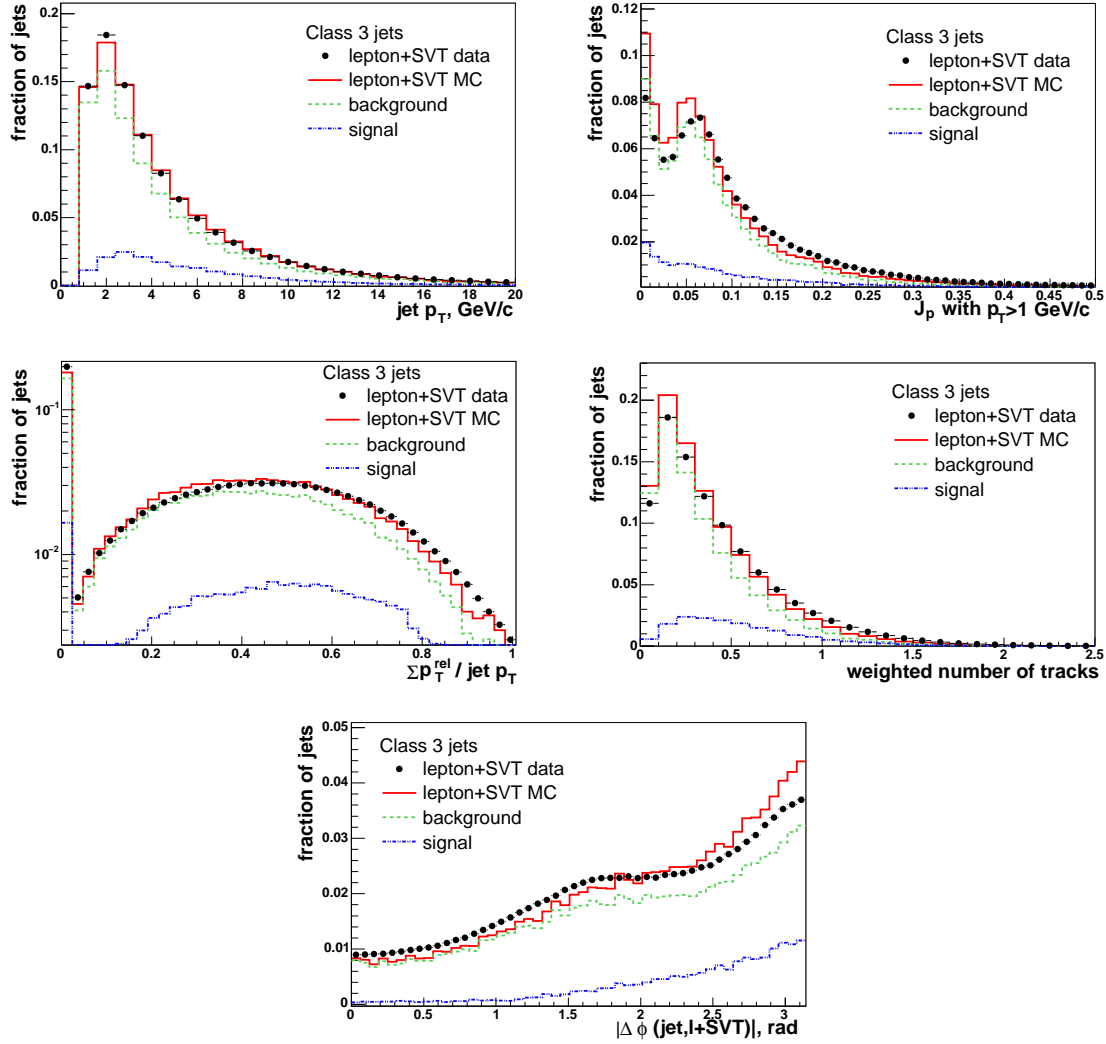 fraction of jets
0.2
0.15
0.1
0.05
0
Class 3 jets
lepton+SVT data
lepton+SVT MC
background
signal
0 2 4 6 8 10 12 14 16 18 20
jet p_T, GeV/c
fraction of jets
0.12
0.10
0.08
0.06
0.04
0.02
0
Class 3 jets
lepton+SVT data
lepton+SVT MC
background
signal
0 0.05 0.1 0.15 0.2 0.25 0.3 0.35 0.4 0.45 0.5
J_p with p_T>1 GeV/c
fraction of jets
10^-1
10^-2
Class 3 jets
lepton+SVT data
lepton+SVT MC
background
signal
0 0.2 0.4 0.6 0.8 1
Σp_T^rel / jet p_T
fraction of jets
0.2
0.15
0.1
0.05
0
Class 3 jets
lepton+SVT data
lepton+SVT MC
background
signal
0 0.5 1 1.5 2 2.5
weighted number of tracks
fraction of jets
0.05
0.04
0.03
0.02
0.01
0
Class 3 jets
lepton+SVT data
lepton+SVT MC
background
signal
0 0.5 1 1.5 2 2.5 3
|Δ ϕ (jet,l+SVT)|, rad